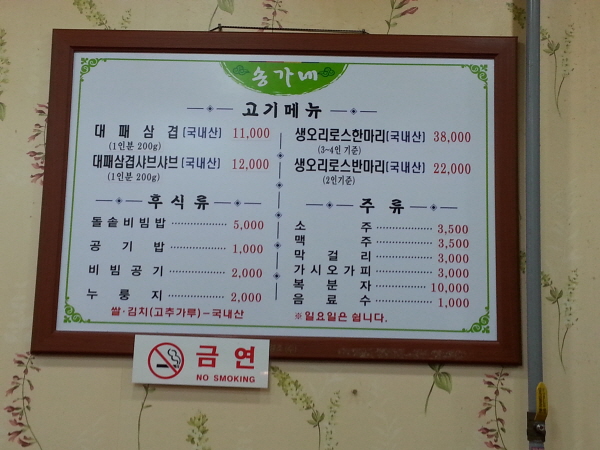 송가네
고기메뉴
대패삼겹 [국내산] 11,000
(1인분 200g)
대패삼겹샤브샤브 [국내산] 12,000
(1인분 200g)
생오리로스한마리[국내산] 38,000
(3~4인 기준)
생오리로스반마리[국내산] 22,000
(2인기준)
후식류
돌솥비빔밥 5,000
공기밥 1,000
비빔공기 2,000
누룽지 2,000
쌀·김치(고추가루)-국내산
주류
소주 3,500
맥주 3,500
막걸리 3,000
가시오가피 3,000
복분자 10,000
음료수 1,000
※일요일은 쉽니다.
금연
NO SMOKING